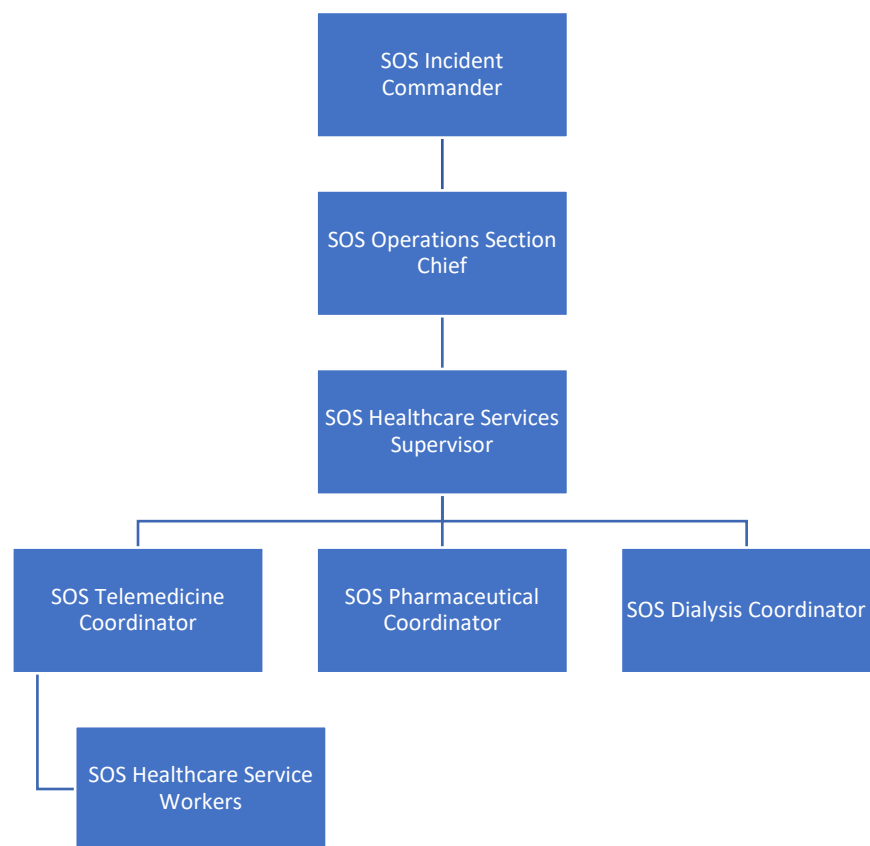 SOS Incident
Commander
SOS Operations Section
Chief
SOS Healthcare Services
Supervisor
SOS Telemedicine
Coordinator
SOS Pharmaceutical
Coordinator
SOS Dialysis Coordinator
SOS Healthcare Service
Workers